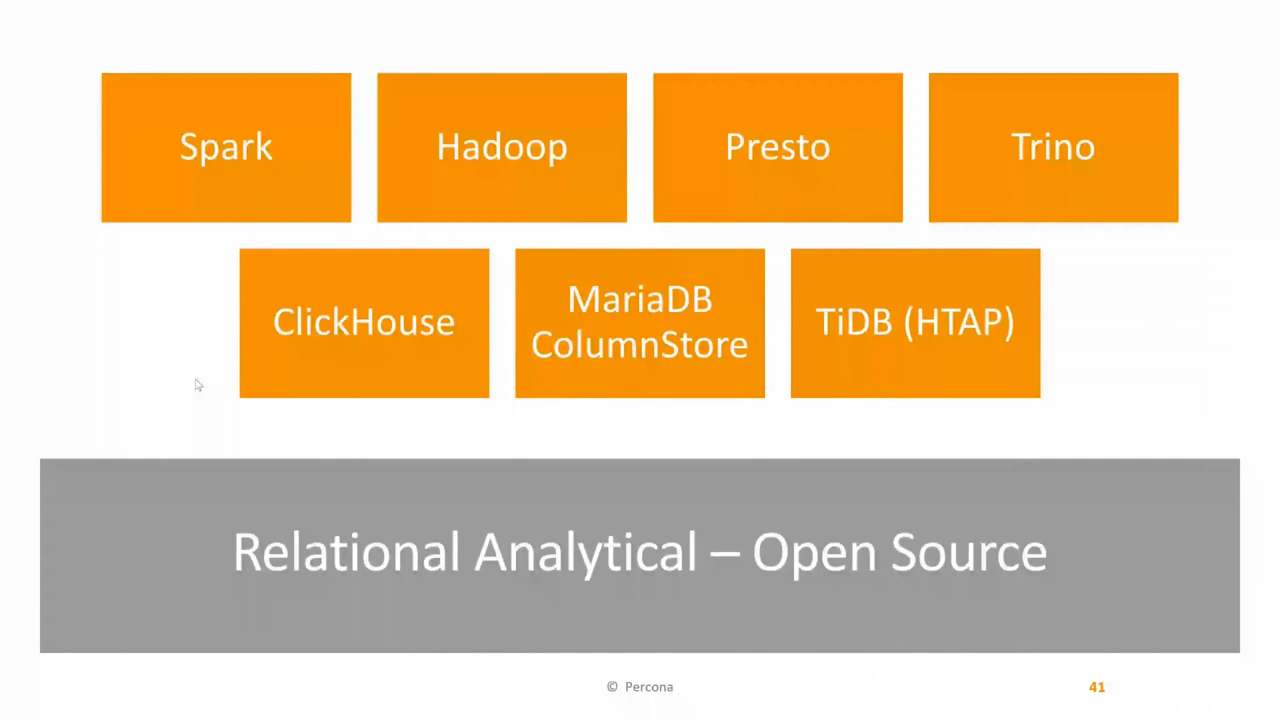 Spark
Hadoop
Presto
Trino
ClickHouse
MariaDB
ColumnStore
TiDB (HTAP)
Relational Analytical – Open Source
© Percona
41